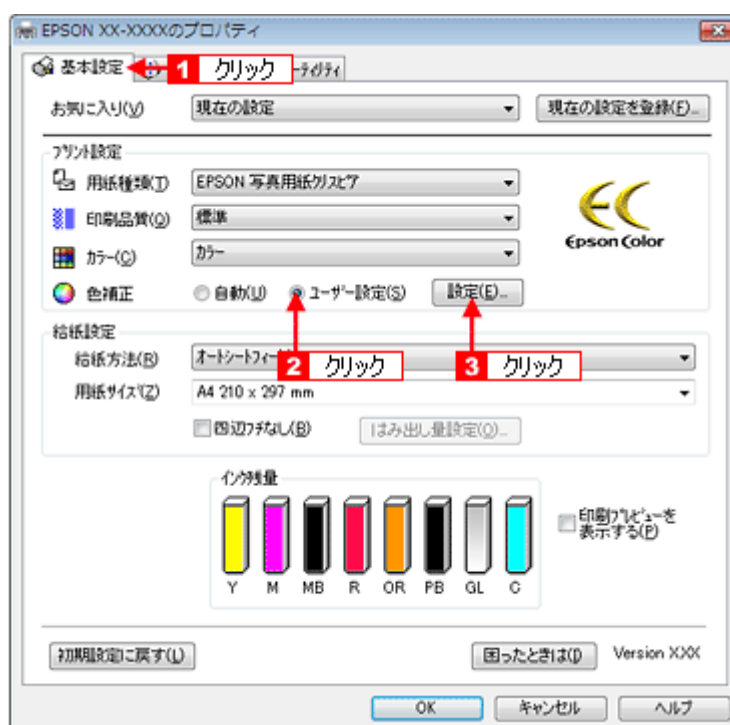 EPSON XX-XXXXのプロパティ
基本設定 1 クリック ーティリティ
お気に入り(V) 現在の設定 現在の設定を登録(F)...
プリント設定
用紙種類(T) EPSON 写真用紙クリスピア
印刷品質(Q) 標準
カラー(C) カラー
Epson Color
色補正 自動(U) ユーザー設定(S) 設定(E)...
給紙設定
2 クリック 3 クリック
給紙方法(R) オートシートフィー
用紙サイズ(Z) A4 210 x 297 mm
四辺フチなし(B) はみ出し量設定(O)...
インク残量
印刷プレビューを
表示する(P)
Y M MB R OR PB GL C
初期設定に戻す(L) 困ったときは(I) Version X.XX
OK キャンセル ヘルプ